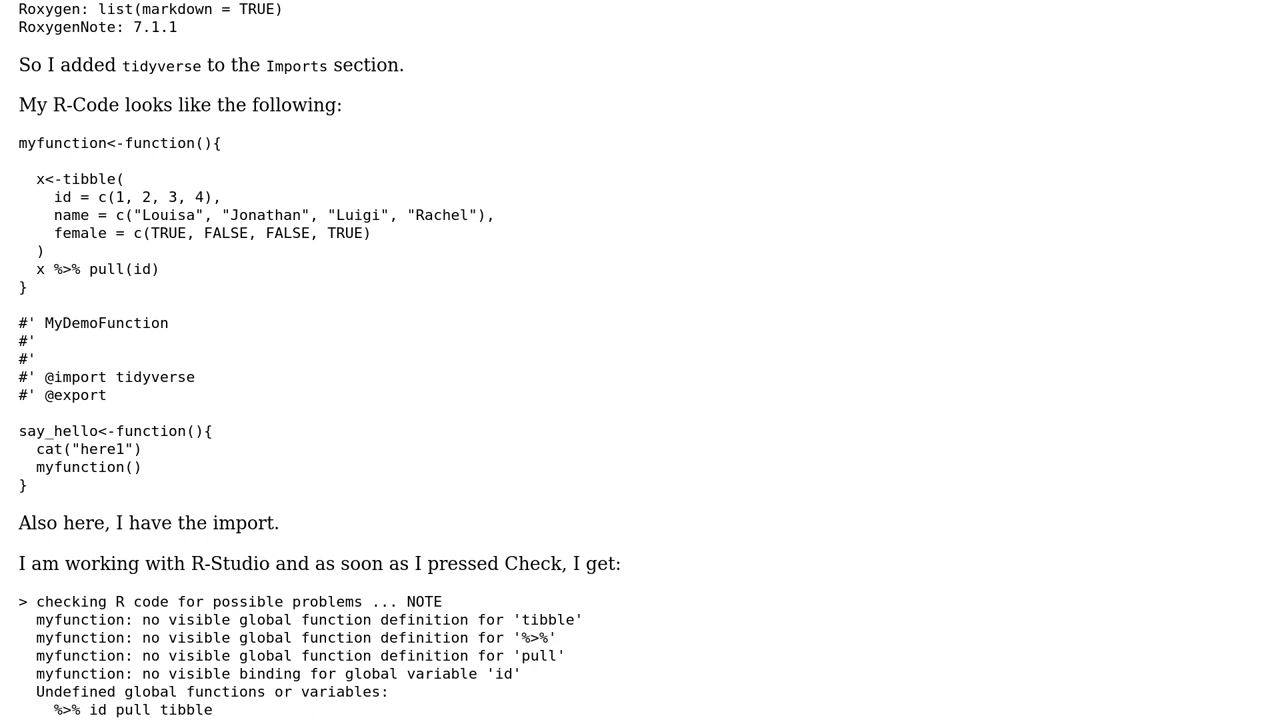 Roxygen: list(markdown = TRUE)
RoxygenNote: 7.1.1
So I added tidyverse to the Imports section.
My R-Code looks like the following:
myfunction<-function(){
  x<-tibble(
    id = c(1, 2, 3, 4),
    name = c("Louisa", "Jonathan", "Luigi", "Rachel"),
    female = c(TRUE, FALSE, FALSE, TRUE)
  )
  x %>% pull(id)
}
#' MyDemoFunction
#'
#'
#' @import tidyverse
#' @export
say_hello<-function(){
  cat("here1")
  myfunction()
}
Also here, I have the import.
I am working with R-Studio and as soon as I pressed Check, I get:
> checking R code for possible problems ... NOTE
  myfunction: no visible global function definition for 'tibble'
  myfunction: no visible global function definition for '%>%'
  myfunction: no visible global function definition for 'pull'
  myfunction: no visible binding for global variable 'id'
  Undefined global functions or variables:
    %>% id pull tibble